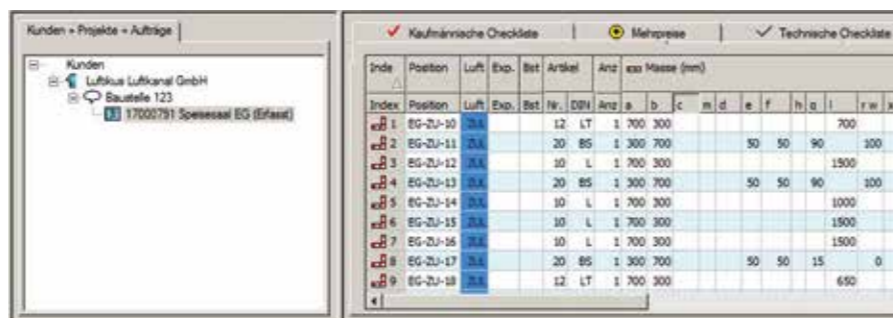 Kunden » Projekte » Aufträge
Kunden
Luftikus Luftkanal GmbH
Baustelle 123
17000791 Speisesaal EG (Erfasst)
Kaufmännische Checkliste Mehrpreise Technische Checkliste
Inde Position Luft Exp. Bst Artikel Anz Masse (mm)
Index Position Luft Exp. Bst Nr. DIN Anz a b c m d e f h q l r w
1 EG-ZU-10 ZUL 12 LT 1 700 300 700
2 EG-ZU-11 ZUL 20 BS 1 300 700 50 50 90 100
3 EG-ZU-12 ZUL 10 L 1 700 300 1500
4 EG-ZU-13 ZUL 20 BS 1 300 700 50 50 90 100
5 EG-ZU-14 ZUL 10 L 1 700 300 1000
6 EG-ZU-15 ZUL 10 L 1 700 300 1500
7 EG-ZU-16 ZUL 10 L 1 700 300 1500
8 EG-ZU-17 ZUL 20 BS 1 300 700 50 50 15 0
9 EG-ZU-18 ZUL 12 LT 1 700 300 650